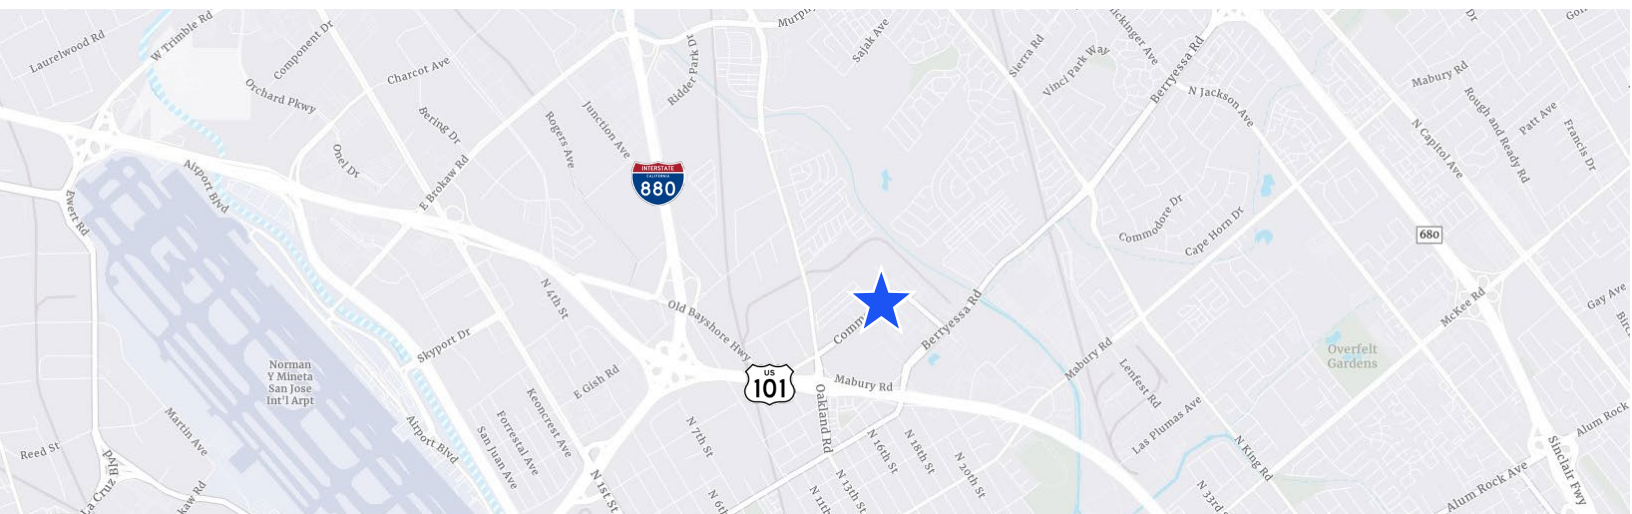 Laurelwood Rd
W Trimble Rd
Component Dr
Orchard Pkwy
Charcot Ave
Bering Dr
Onel Dr
E Brokaw Rd
Rogers Ave
Junction Ave
Ridder Park Dr
Sajak Ave
Sierra Rd
Vinci Park Way
Berryessa Rd
N Jackson Ave
Dr
Mabury Rd
N Capitol Ave
Rough and Ready Rd
Patt Ave
Francis Dr
Airport Blvd
Ewert Rd
INTERSTATE
CALIFORNIA
880
Commodore Dr
Cape Horn Dr
680
N 4th St
Old Bayshore Hwy
Berryessa Rd
McKee Rd
Gay Ave
Skyport Dr
Norman
Y Mineta
San Jose
Int'l Arpt
E Gish Rd
US
101
Mabury Rd
Oakland Rd
Mabury Rd
Lenfest Rd
Overfelt
Gardens
Las Plumas Ave
Keoncrest Ave
Forrestal Ave
San Juan Ave
Airport Blvd
Martin Ave
Reed St
N 1st St
N 7th St
N 13th St
N 16th St
N 18th St
N 20th St
N King Rd
Alum Rock Ave
Alum Rock
Sinclair Fwy